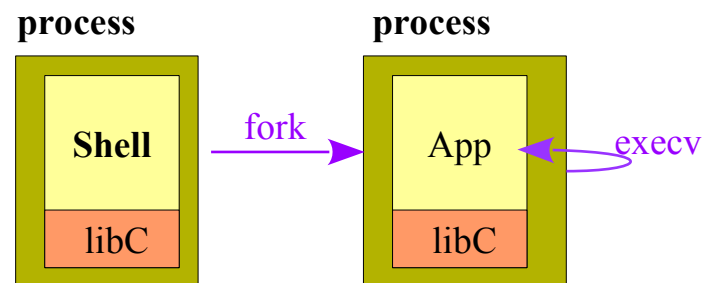 process
process
Shell
fork
App
execv
libC
libC